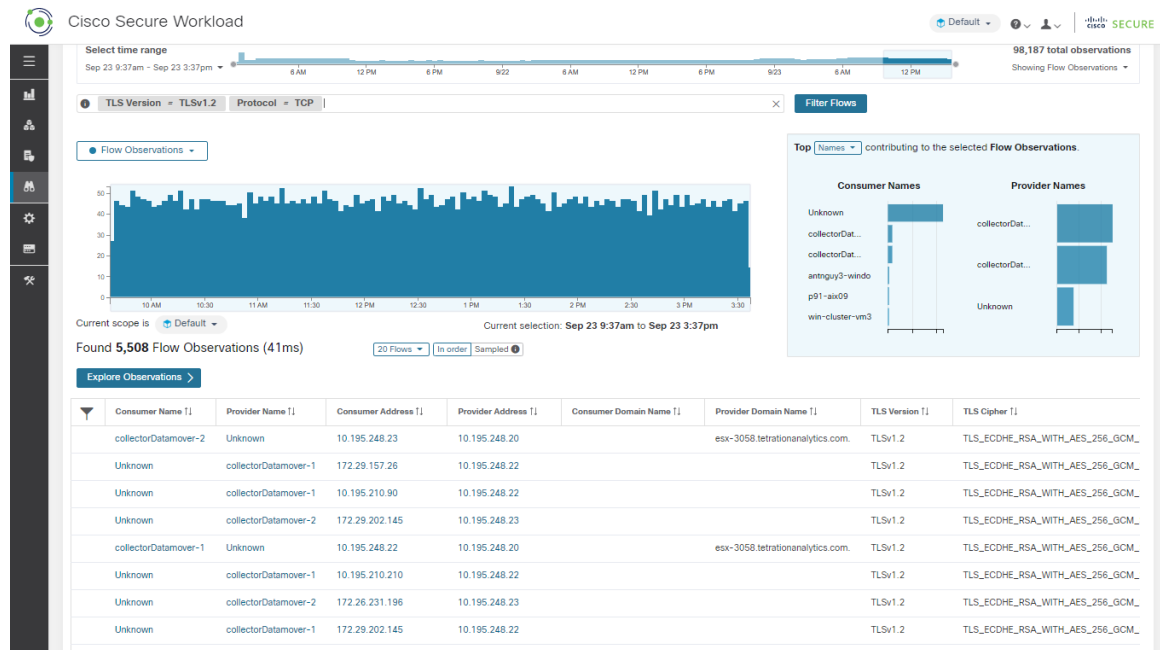 Cisco Secure Workload
Default
CISCO SECURE
Select time range
98,187 total observations
Sep 23 9:37am - Sep 23 3:37pm
Showing Flow Observations
6 AM 12 PM 6 PM 9/22 6 AM 12 PM 6 PM 9/23 6 AM 12 PM
TLS Version = TLSv1.2 Protocol = TCP
Filter Flows
Flow Observations
Top Names contributing to the selected Flow Observations.
Consumer Names Provider Names
Unknown
collectorDat...
collectorDat...
antnguy3-windo
p91-aix09
win-cluster-vm3
collectorDat...
collectorDat...
Unknown
50
40
30
20
10
0
10 AM 10:30 11 AM 11:30 12 PM 12:30 1 PM 1:30 2 PM 2:30 3 PM 3:30
Current scope is Default
Current selection: Sep 23 9:37am to Sep 23 3:37pm
Found 5,508 Flow Observations (41ms)
20 Flows In order Sampled
Explore Observations
Consumer Name Provider Name Consumer Address Provider Address Consumer Domain Name Provider Domain Name TLS Version TLS Cipher
collectorDatamover-2 Unknown 10.195.248.23 10.195.248.20 esx-3058.tetrationanalytics.com. TLSv1.2 TLS_ECDHE_RSA_WITH_AES_256_GCM_
Unknown collectorDatamover-1 172.29.157.26 10.195.248.22 TLSv1.2 TLS_ECDHE_RSA_WITH_AES_256_GCM_
Unknown collectorDatamover-1 10.195.210.90 10.195.248.22 TLSv1.2 TLS_ECDHE_RSA_WITH_AES_256_GCM_
Unknown collectorDatamover-2 172.29.202.145 10.195.248.23 TLSv1.2 TLS_ECDHE_RSA_WITH_AES_256_GCM_
collectorDatamover-1 Unknown 10.195.248.22 10.195.248.20 esx-3058.tetrationanalytics.com. TLSv1.2 TLS_ECDHE_RSA_WITH_AES_256_GCM_
Unknown collectorDatamover-1 10.195.210.210 10.195.248.22 TLSv1.2 TLS_ECDHE_RSA_WITH_AES_256_GCM_
Unknown collectorDatamover-2 172.26.231.196 10.195.248.23 TLSv1.2 TLS_ECDHE_RSA_WITH_AES_256_GCM_
Unknown collectorDatamover-1 172.29.202.145 10.195.248.22 TLSv1.2 TLS_ECDHE_RSA_WITH_AES_256_GCM_